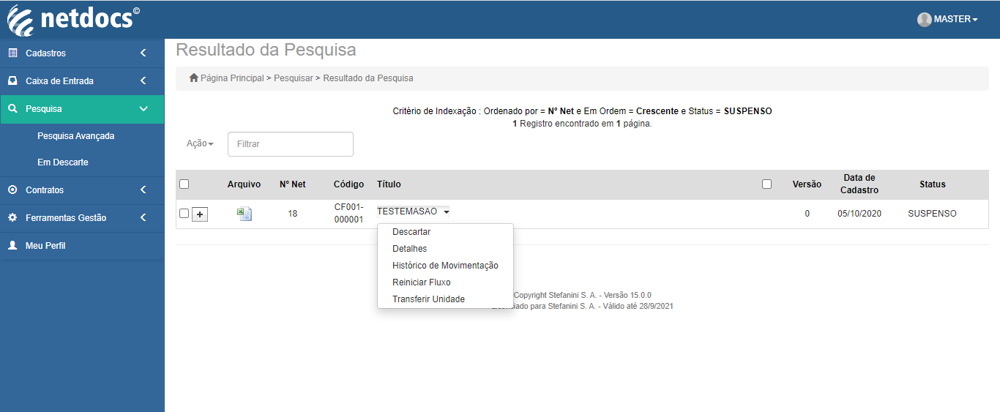 netdocs©
MASTER
Cadastros
Caixa de Entrada
Pesquisa
Pesquisa Avançada
Em Descarte
Contratos
Ferramentas Gestão
Meu Perfil
Resultado da Pesquisa
Página Principal > Pesquisar > Resultado da Pesquisa
Critério de Indexação : Ordenado por = Nº Net e Em Ordem = Crescente e Status = SUSPENSO
1 Registro encontrado em 1 página.
Ação
Filtrar
Arquivo Nº Net Código Título Versão Data de Cadastro Status
18 CF001-000001 TESTEMASAO 0 05/10/2020 SUSPENSO
Descartar
Detalhes
Histórico de Movimentação
Reiniciar Fluxo
Transferir Unidade
Copyright Stefanini S. A. - Versão 15.0.0
para Stefanini S. A. - Válido até 28/9/2021